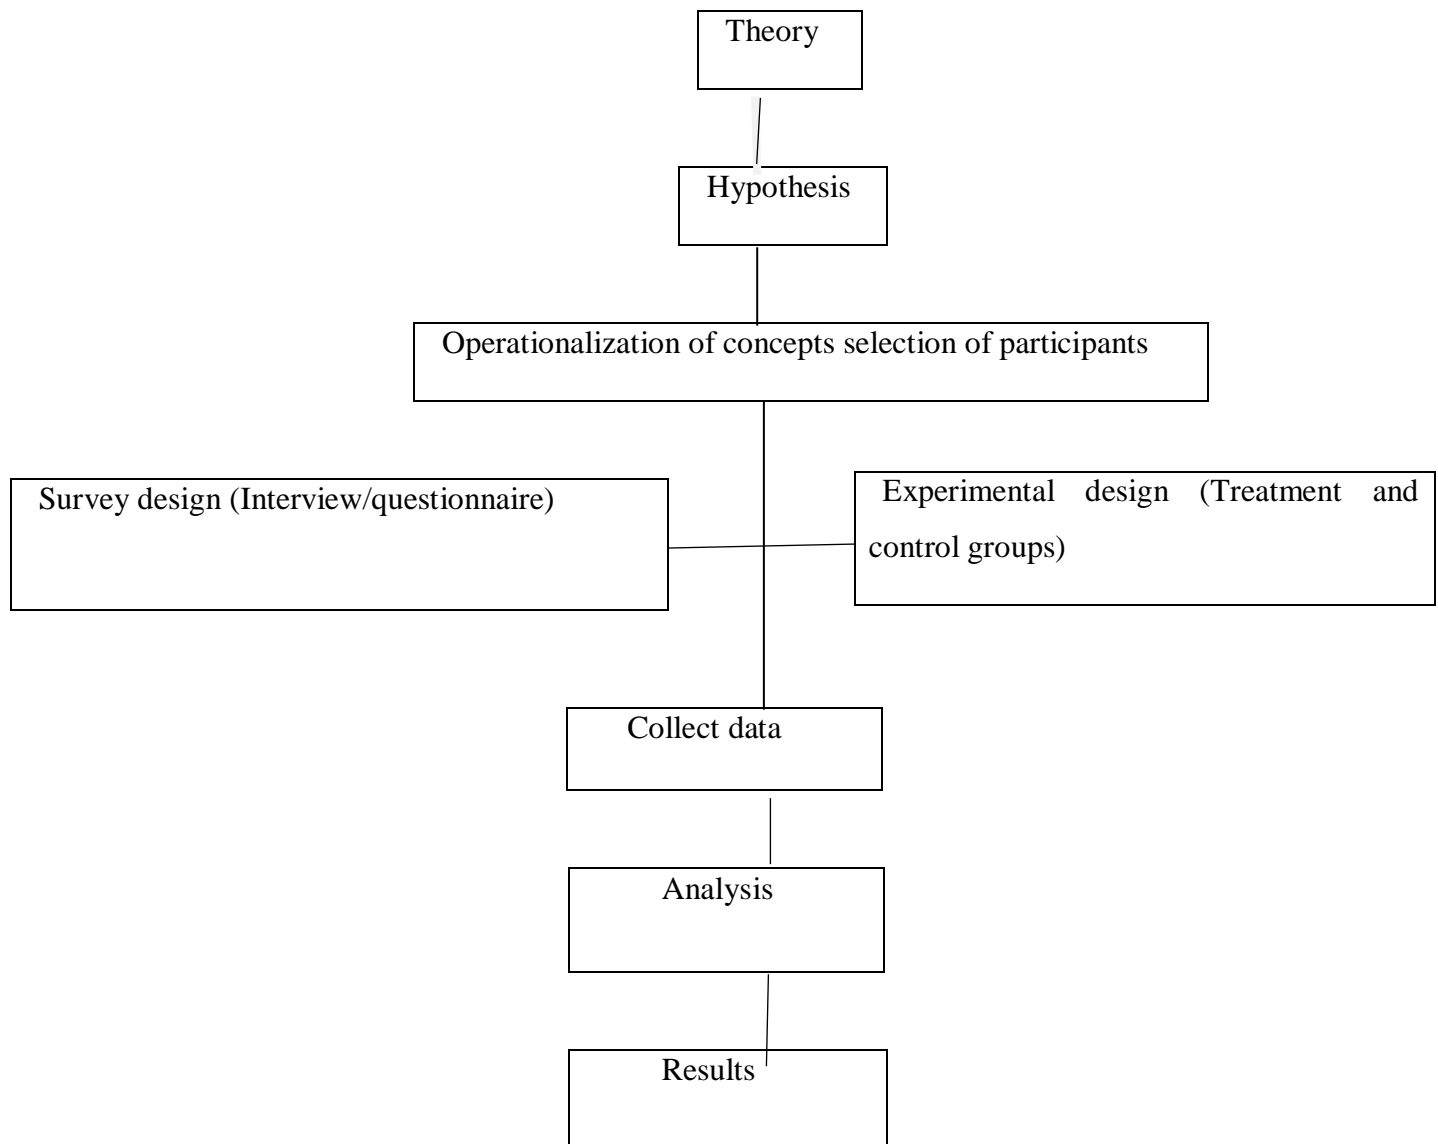 Theory
Hypothesis
Operationalization of concepts selection of participants
Survey design (Interview/questionnaire)
Experimental design (Treatment and
control groups)
Collect data
Analysis
Results